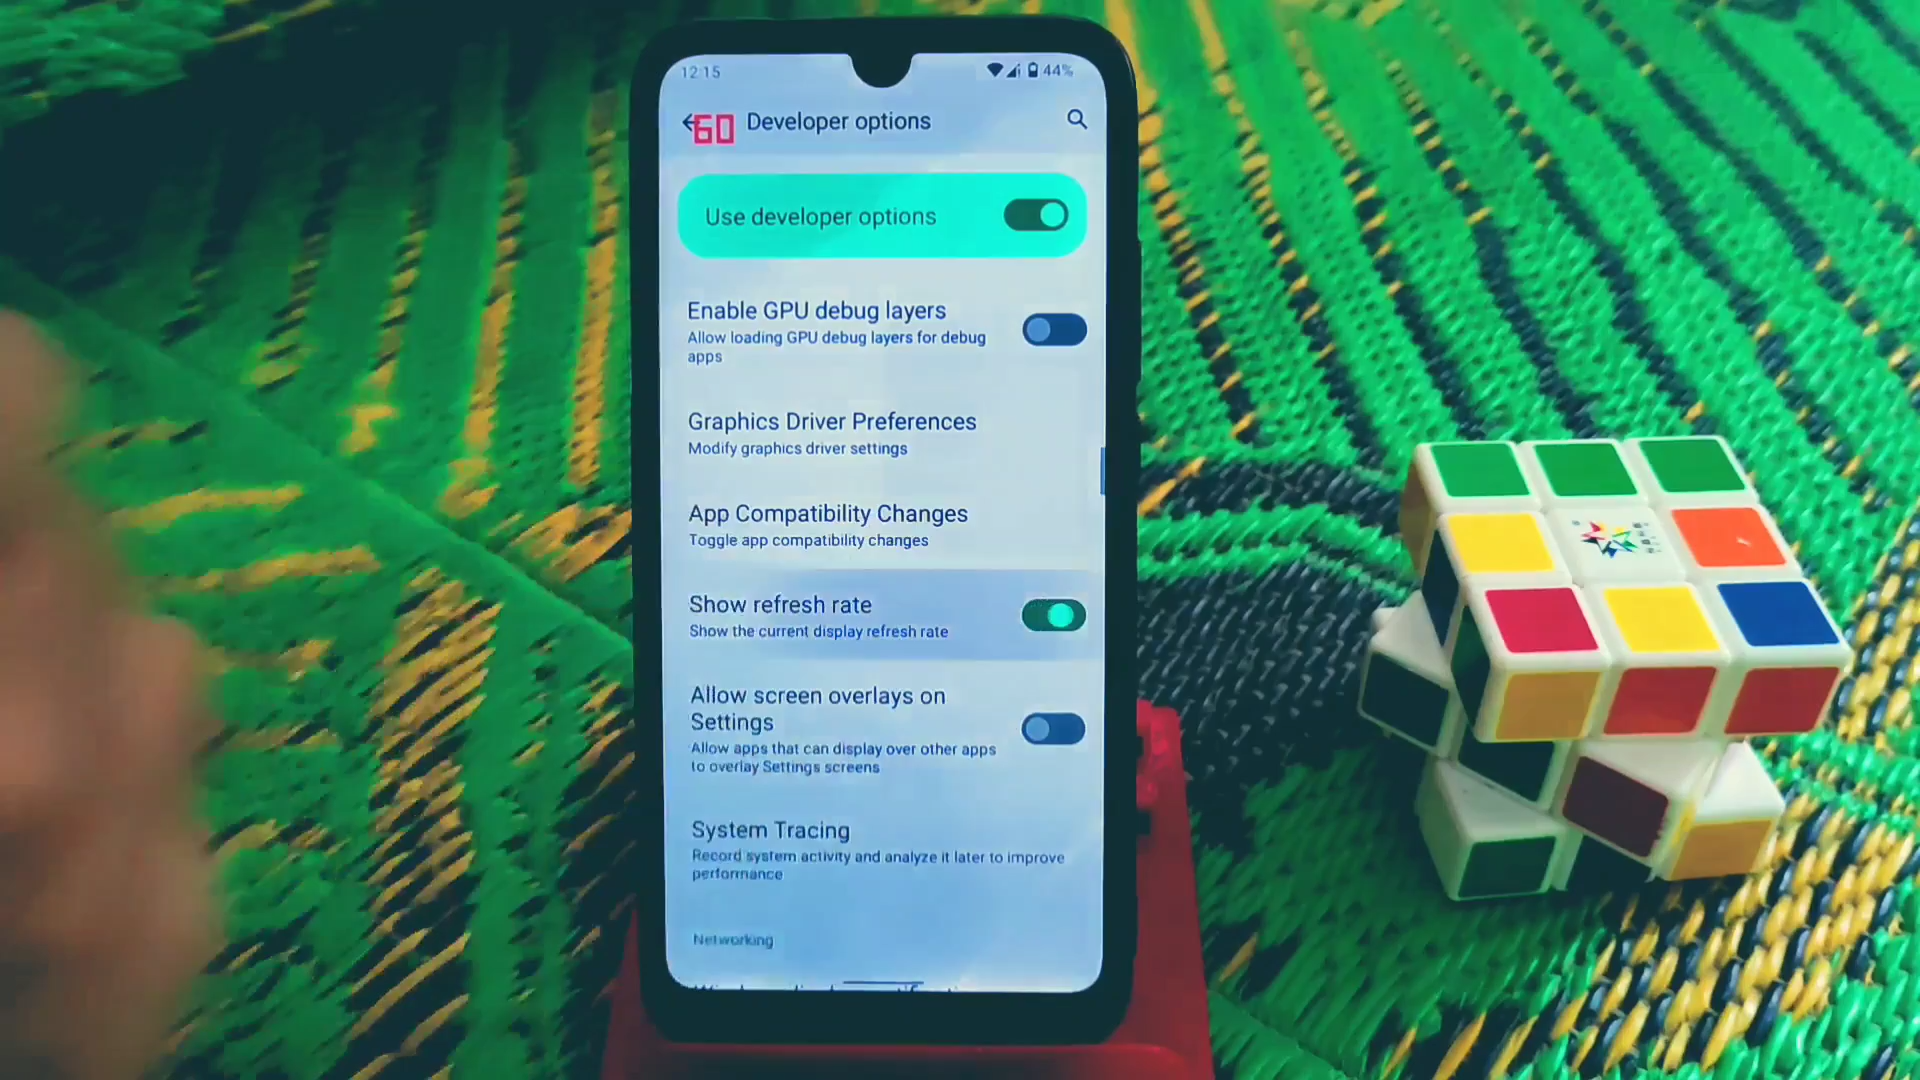 12:15
44%
60
Developer options
Use developer options
Enable GPU debug layers
Allow loading GPU debug layers for debug
apps
Graphics Driver Preferences
Modify graphics driver settings
App Compatibility Changes
Toggle app compatibility changes
Show refresh rate
Show the current display refresh rate
Allow screen overlays on
Settings
Allow apps that can display over other apps
to overlay Settings screens
System Tracing
Record system activity and analyze it later to improve
performance
Networking